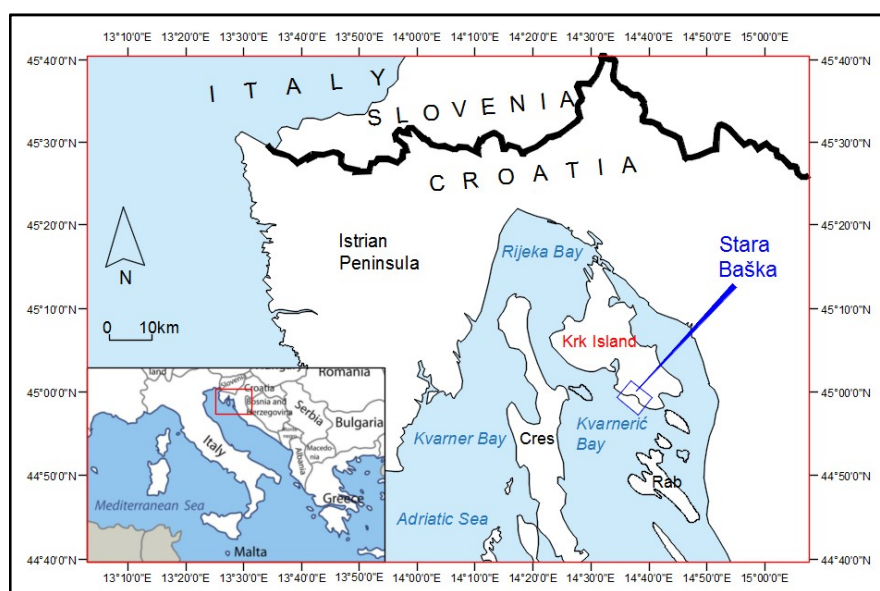 13°10'0"E 13°20'0"E 13°30'0"E 13°40'0"E 13°50'0"E 14°00'0"E 14°10'0"E 14°20'0"E 14°30'0"E 14°40'0"E 15°00'0"E
45°40'0"N
45°40'0"N
ITALY
SLOVENIA
45°30'0"N
45°30'0"N
CROATIA
45°20'0"N
45°20'0"N
Istrian
Peninsula
Rijeka Bay
Stara
Baška
N
45°10'0"N
45°10'0"N
0 10km
Krk Island
45°00'0"N
45°00'0"N
Kvarner Bay
Cres
Kvarnerić
Bay
44°50'0"N
44°50'0"N
Rab
Adriatic Sea
44°40'0"N
44°40'0"N
Romania
Slovenia
Croatia
Bosnia and
Herzegovina
Serbia
Bulgaria
Italy
Albania
Macedo-
nia
Greece
Mediterranean Sea
Malta
13°10'0"E 13°20'0"E 13°30'0"E 13°40'0"E 13°50'0"E 14°00'0"E 14°10'0"E 14°20'0"E 14°30'0"E 14°40'0"E 15°00'0"E